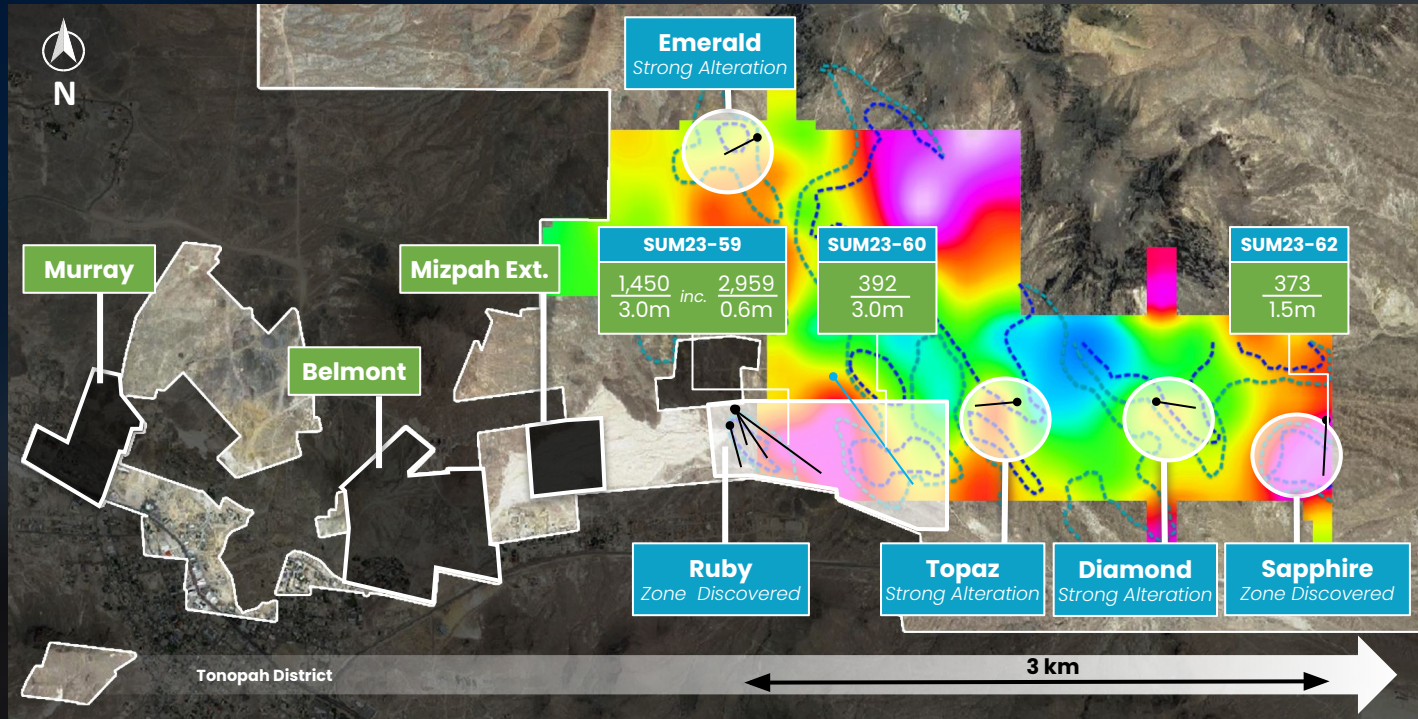 N
Emerald
Strong Alteration
Murray
Mizpah Ext.
Belmont
SUM23-59
1,450
3.0m
inc.
2,959
0.6m
SUM23-60
392
3.0m
SUM23-62
373
1.5m
Ruby
Zone Discovered
Topaz
Strong Alteration
Diamond
Strong Alteration
Sapphire
Zone Discovered
Tonopah District
3 km